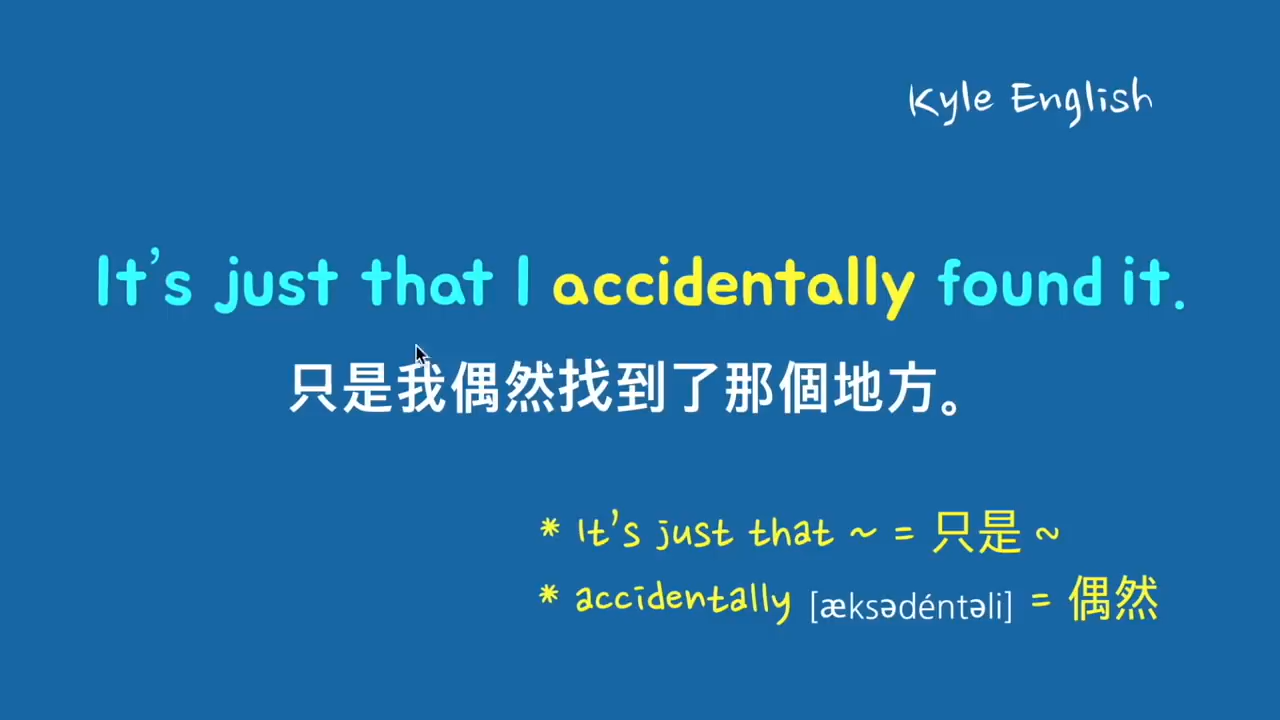 Kyle English
It's just that I accidentally found it.
只是我偶然找到了那個地方。
* It's just that ~ = 只是 ~
* accidentally [æksədéntəli] = 偶然